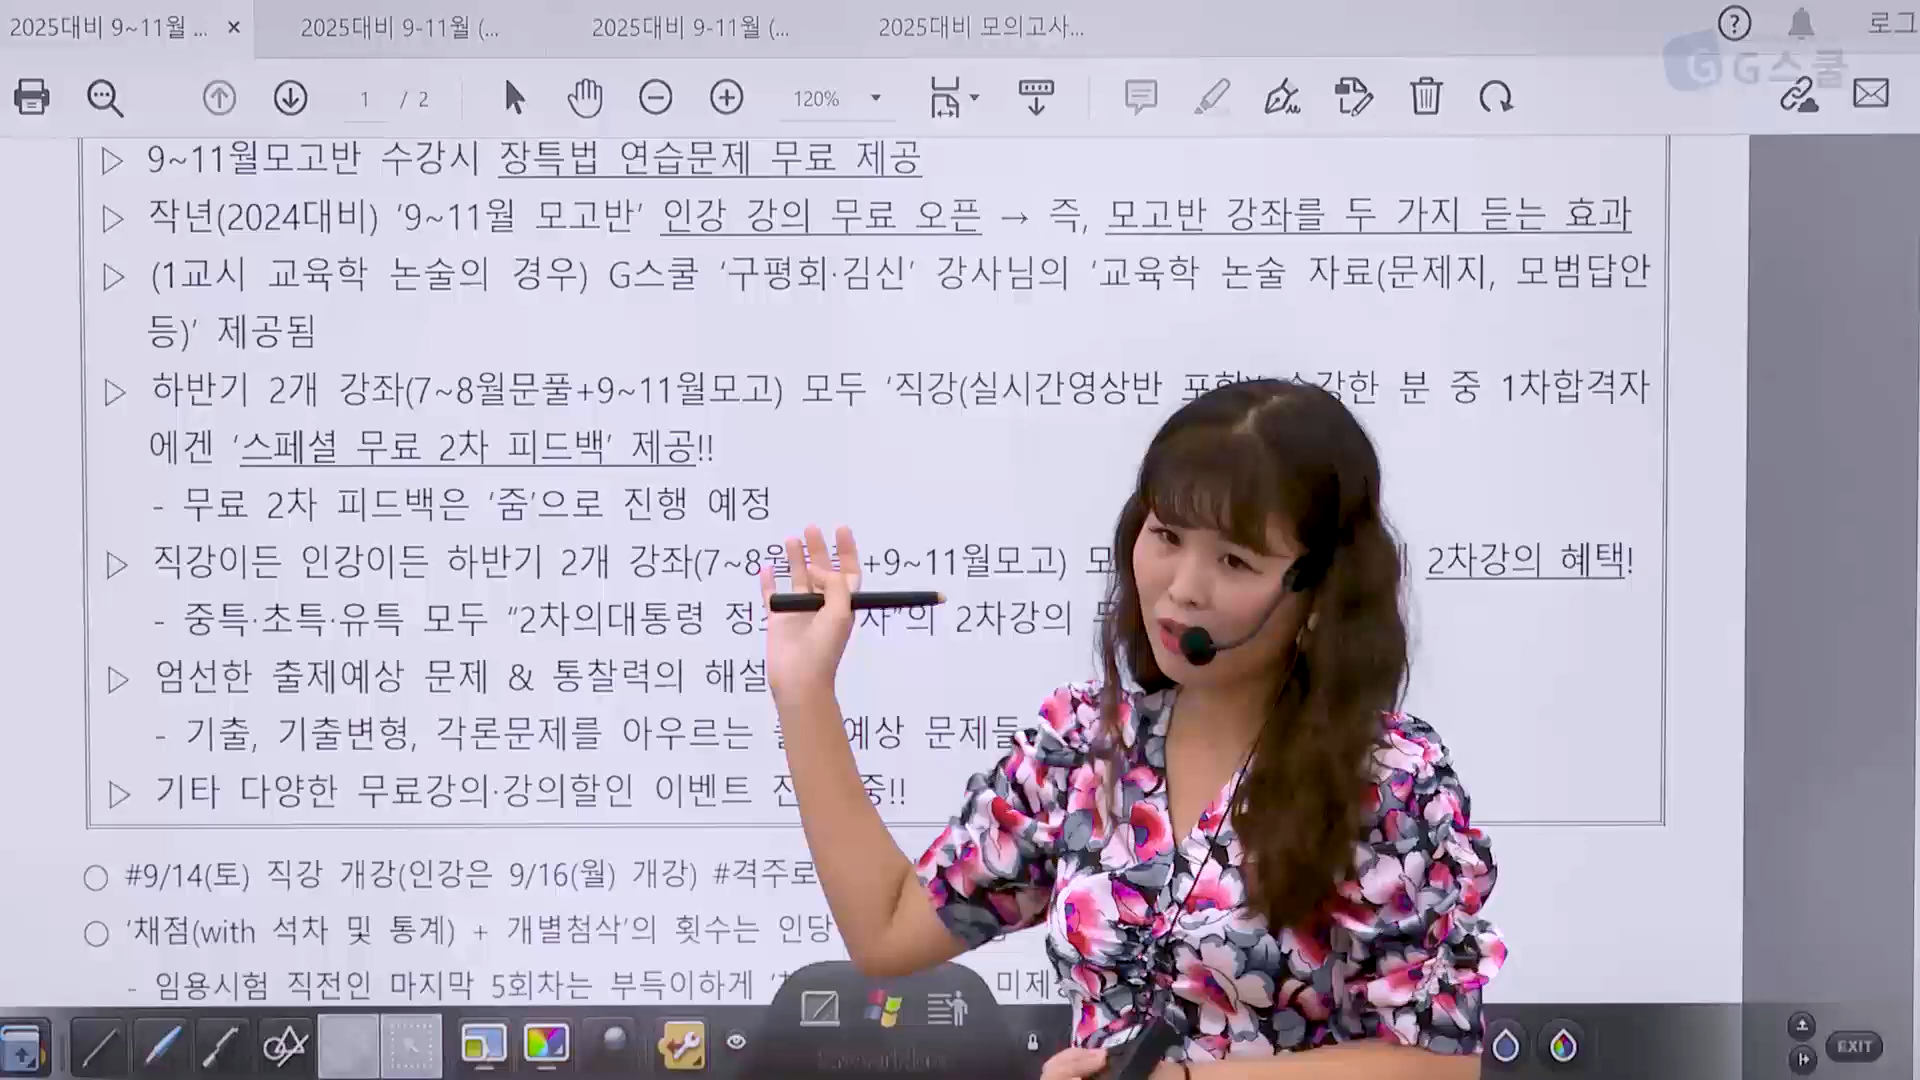 2025대비 9~11월 ...
2025대비 9-11월 (...
2025대비 9-11월 (...
2025대비 모의고사...
로그
G스쿨
1 / 2
120%
▷ 9~11월모고반 수강시 장특법 연습문제 무료 제공
▷ 작년(2024대비) ‘9~11월 모고반’ 인강 강의 무료 오픈 → 즉, 모고반 강좌를 두 가지 듣는 효과
▷ (1교시 교육학 논술의 경우) G스쿨 ‘구평회·김신’ 강사님의 ‘교육학 논술 자료(문제지, 모범답안
등)’ 제공됨
▷ 하반기 2개 강좌(7~8월문풀+9~11월모고) 모두 ‘직강(실시간영상반 한 분 중 1차합격자
에겐 ‘스페셜 무료 2차 피드백’ 제공!!
- 무료 2차 피드백은 ‘줌’으로 진행 예정
▷ 직강이든 인강이든 하반기 2개 강좌(7~8월 +9~11월모고) 2차강의 혜택!
- 중특·초특·유특 모두 “2차의대통령 사”의 2차강의
▷ 엄선한 출제예상 문제 & 통찰력의 해설
- 기출, 기출변형, 각론문제를 아우르는 예상 문제들
▷ 기타 다양한 무료강의·강의할인 이벤트 중!!
○ #9/14(토) 직강 개강(인강은 9/16(월) 개강) #격주로
○ ‘채점(with 석차 및 통계) + 개별첨삭’의 횟수는 인당
- 임용시험 직전인 마지막 5회차는 부득이하게 미제
EXIT